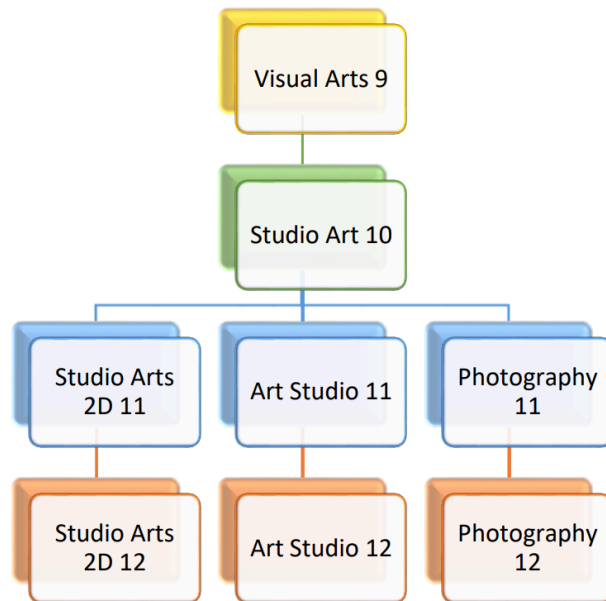 Visual Arts 9
Studio Art 10
Studio Arts
2D 11
Art Studio 11
Photography
11
Studio Arts
2D 12
Art Studio 12
Photography
12